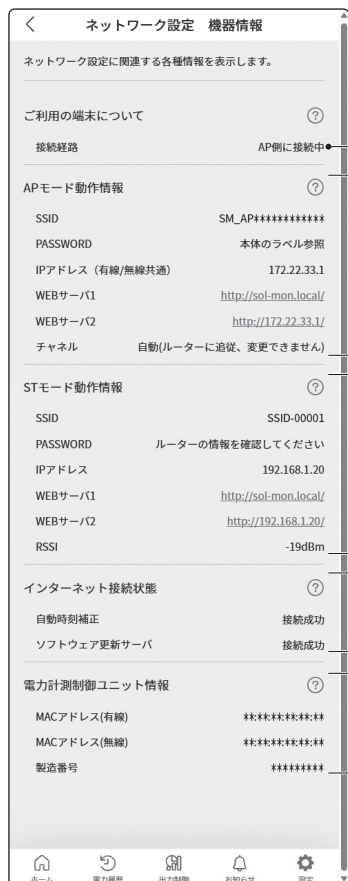 ネットワーク設定　機器情報
ネットワーク設定に関連する各種情報を表示します。
ご利用の端末について ?
接続経路 AP側に接続中
APモード動作情報 ?
SSID SM_AP************
PASSWORD 本体のラベル参照
IPアドレス（有線/無線共通） 172.22.33.1
WEBサーバ1 http://sol-mon.local/
WEBサーバ2 http://172.22.33.1/
チャネル 自動(ルーターに追従、変更できません)
STモード動作情報 ?
SSID SSID-00001
PASSWORD ルーターの情報を確認してください
IPアドレス 192.168.1.20
WEBサーバ1 http://sol-mon.local/
WEBサーバ2 http://192.168.1.20/
RSSI -19dBm
インターネット接続状態 ?
自動時刻補正 接続成功
ソフトウェア更新サーバ 接続成功
電力計測制御ユニット情報 ?
MACアドレス(有線) **:**:**:**:**:**
MACアドレス(無線) **:**:**:**:**:**
製造番号 *********
ホーム 電力履歴 出力制御 お知らせ 設定